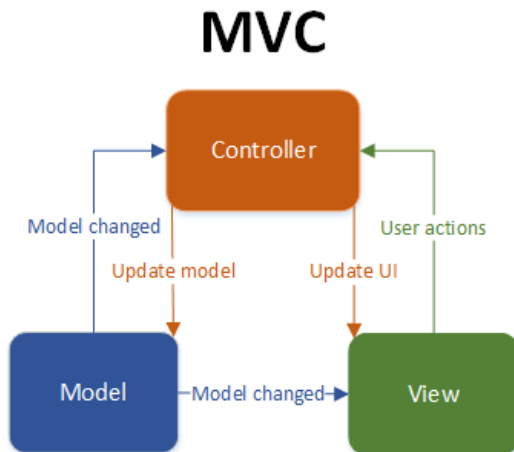 MVC
Controller
Model changed
User actions
Update model
Update UI
Model
Model changed
View